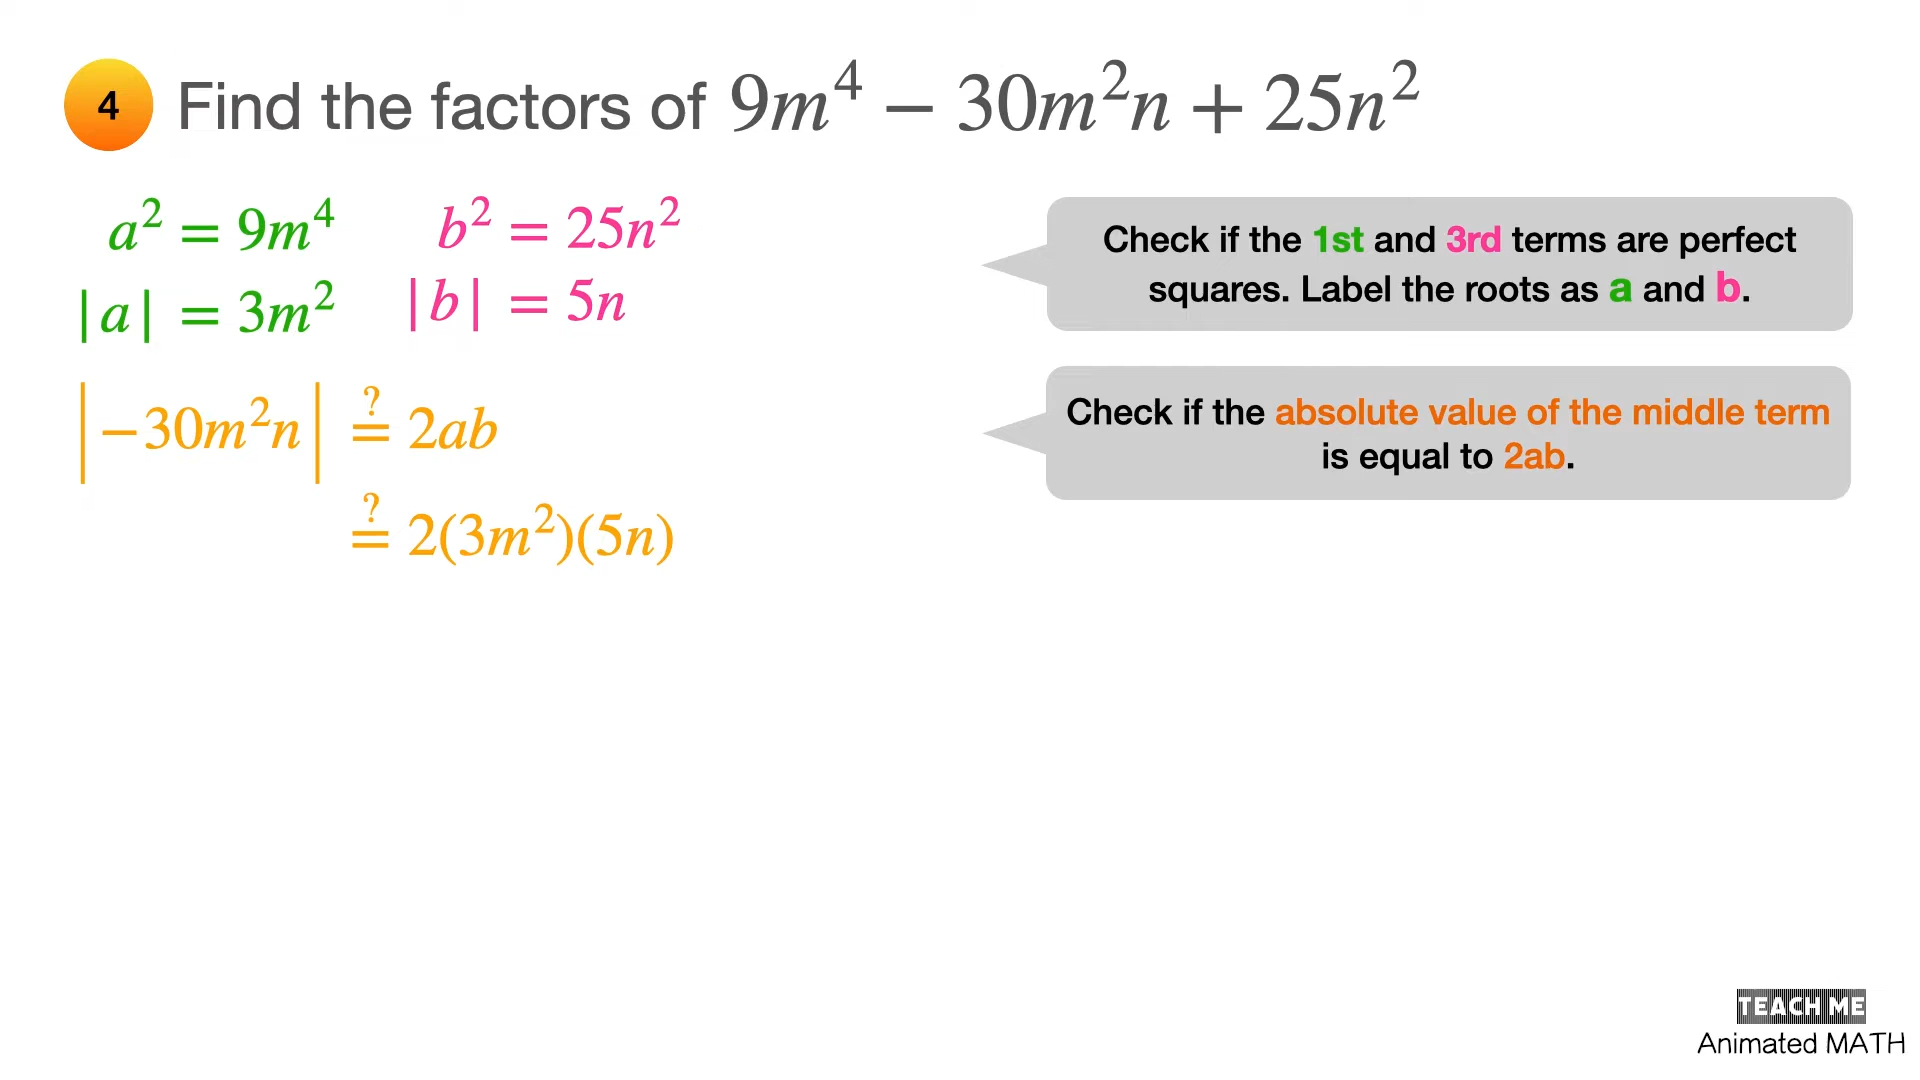 4 Find the factors of 9m⁴ − 30m²n + 25n²
a² = 9m⁴ b² = 25n²
|a| = 3m² |b| = 5n
Check if the 1st and 3rd terms are perfect
squares. Label the roots as a and b.
|−30m²n| ≟ 2ab
≟ 2(3m²)(5n)
Check if the absolute value of the middle term
is equal to 2ab.
TEACH ME
Animated MATH